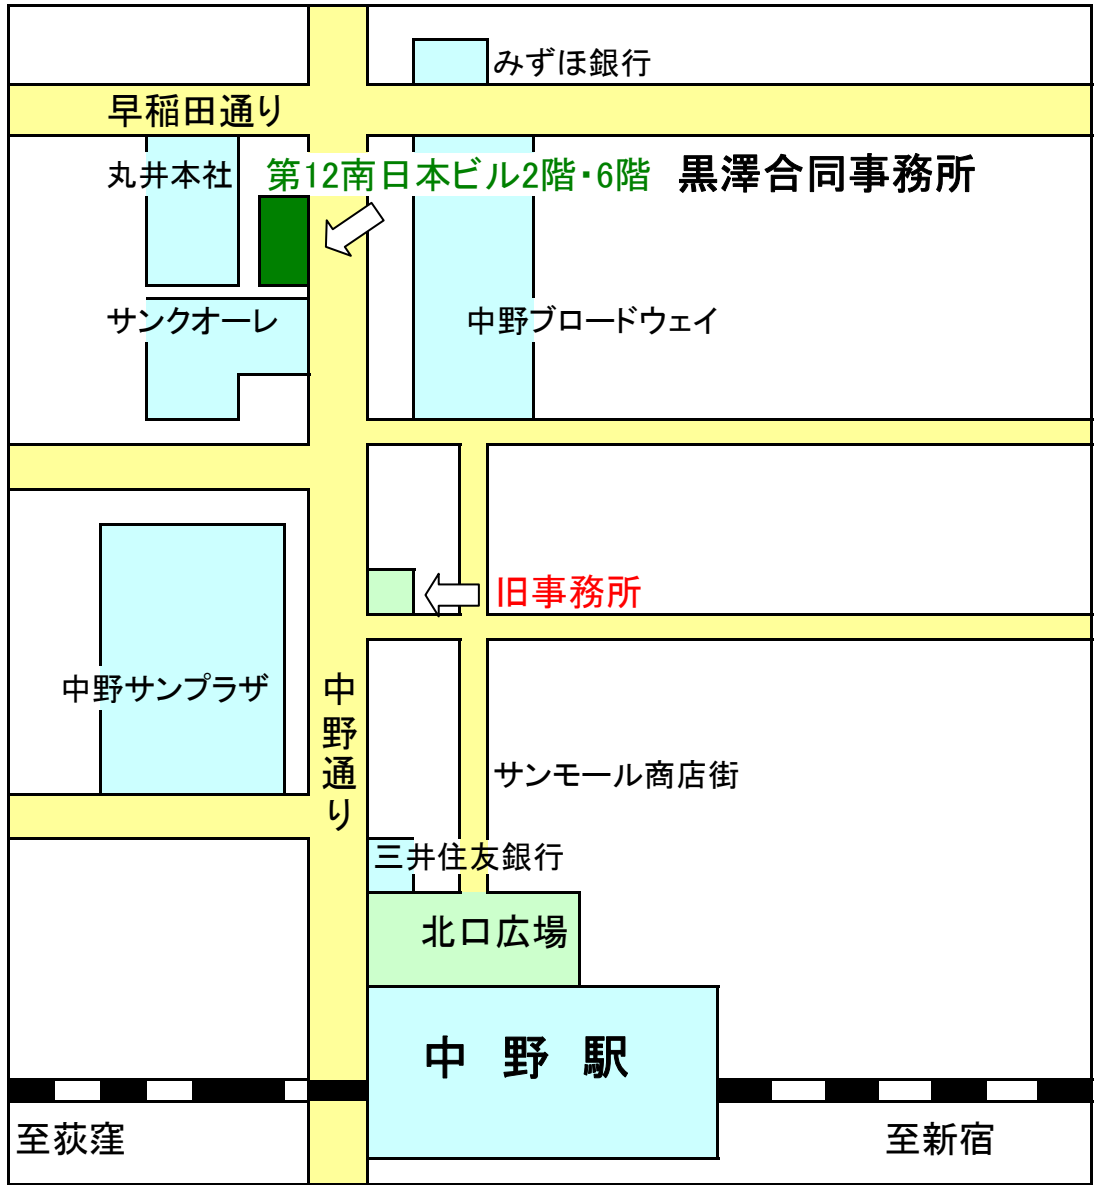 みずほ銀行
早稲田通り
丸井本社
第12南日本ビル2階・6階 黒澤合同事務所
サンクオーレ
中野ブロードウェイ
旧事務所
中野サンプラザ
中野通り
サンモール商店街
三井住友銀行
北口広場
中 野 駅
至荻窪
至新宿